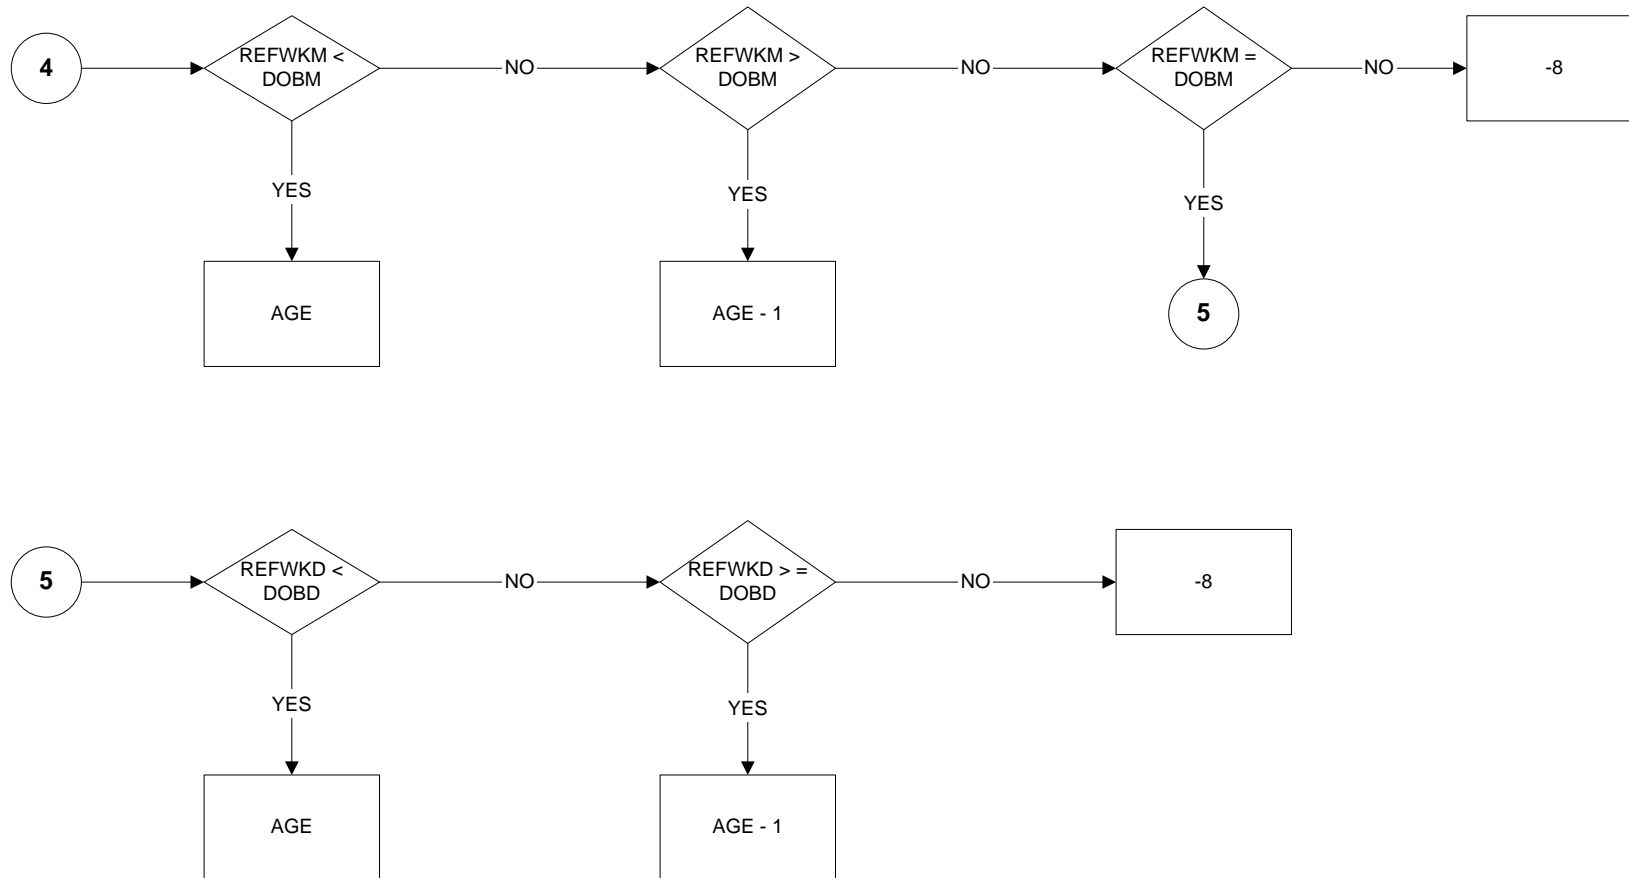 4
REFWKM <
DOBM
NO
REFWKM >
DOBM
NO
REFWKM =
DOBM
NO
-8
YES
YES
YES
AGE
AGE - 1
5
5
REFWKD <
DOBD
NO
REFWKD > =
DOBD
NO
-8
YES
YES
AGE
AGE - 1